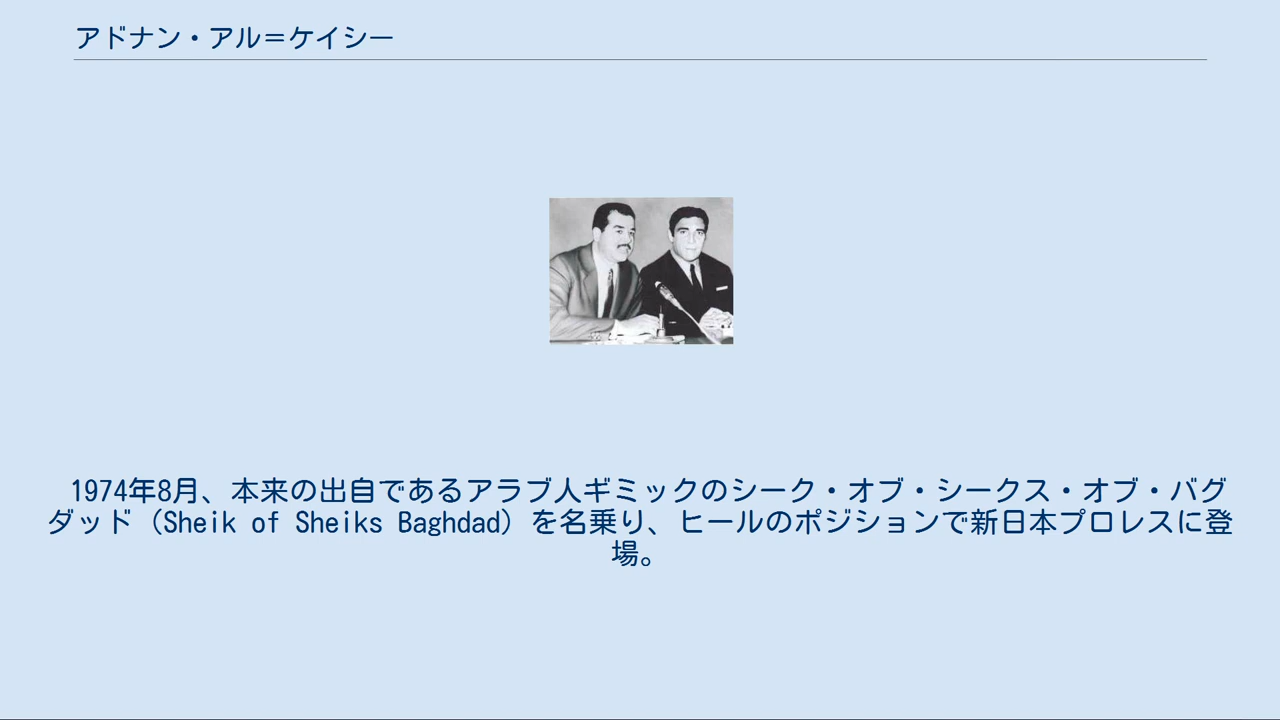 アドナン・アル＝ケイシー
1974年8月、本来の出自であるアラブ人ギミックのシーク・オブ・シークス・オブ・バグ
ダッド（Sheik of Sheiks Baghdad）を名乗り、ヒールのポジションで新日本プロレスに登
場。